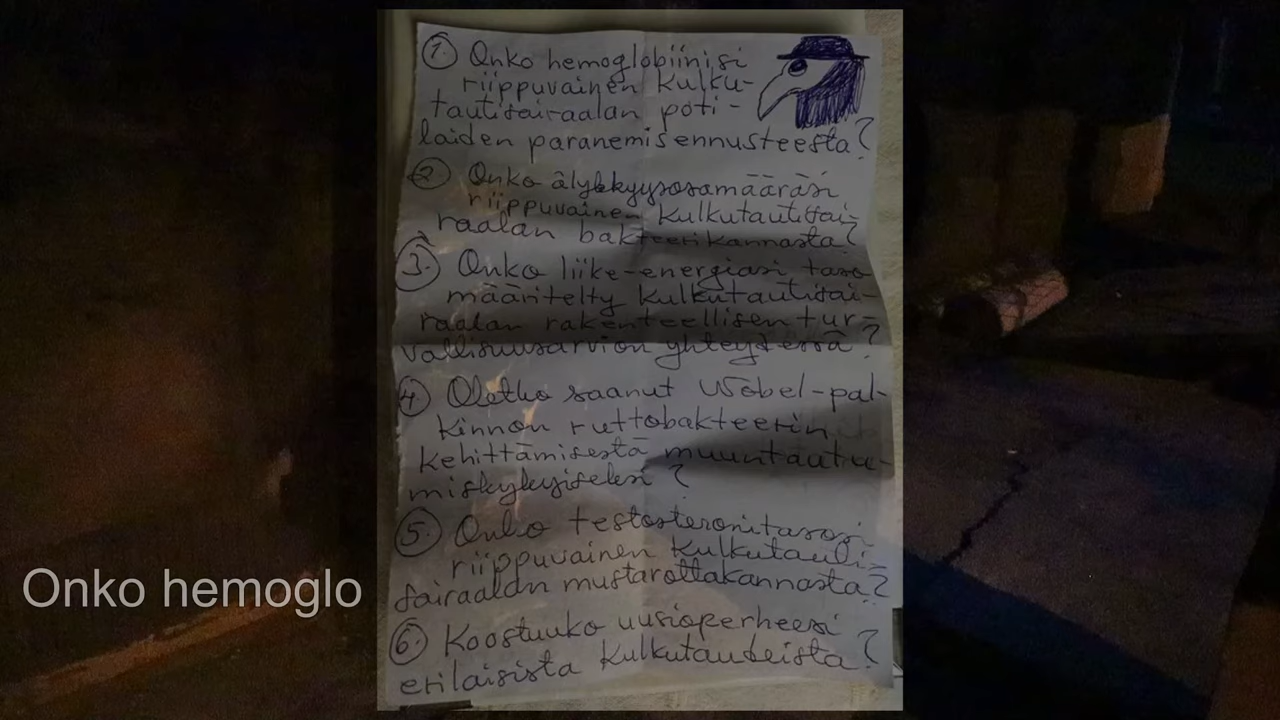 1. Onko hemoglobiinisi
riippuvainen kulku-
tautisairaalan poti-
laiden paranemisennusteesta?
2. Onko älykkyysosamääräsi
riippuvainen kulkutautisai-
raalan bakteerikannasta?
3. Onko liike-energiasi taso
määritelty kulkutautisai-
raalan rakenteellisen tur-
vallisuusarvion yhteydessä?
4. Oletko saanut Wobel-pal-
kinnon ruttobakteerin
kehittämisestä muuntautu-
miskykyiseksi?
5. Onko testosteronitasosi
riippuvainen kulkutauti-
sairaalan mustarottakannasta?
6. Koostuuko uusioperheesi
erilaisista kulkutaudeista?
Onko hemoglo